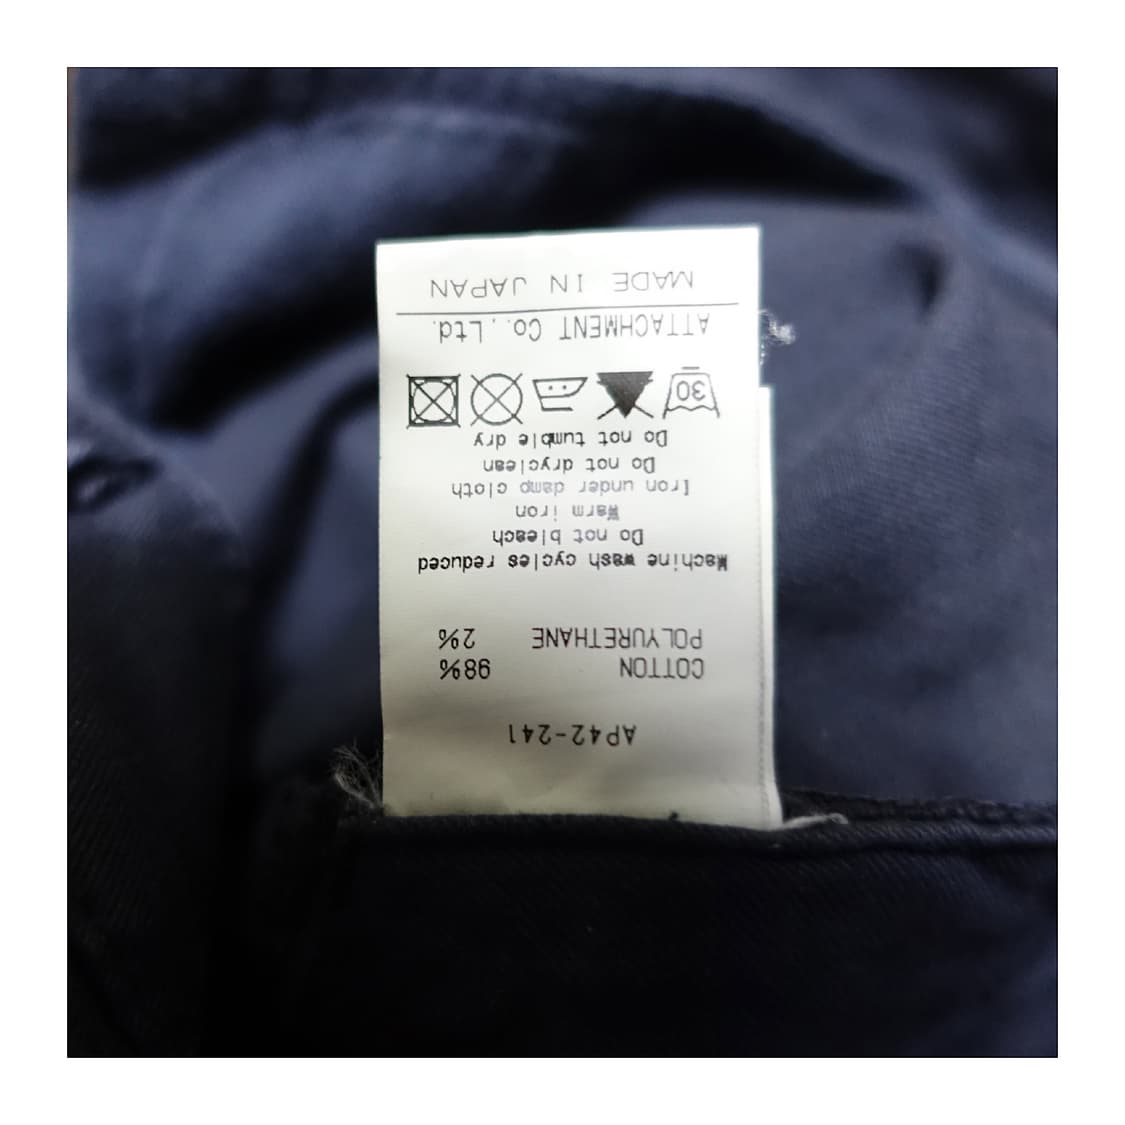 AP42-241
COTTON 98%
POLYURETHANE 2%
Machine wash cycles reduced
Do not bleach
Warm iron
Iron under damp cloth
Do not dryclean
Do not tumble dry
30
ATTACHMENT Co., Ltd.
MADE IN JAPAN